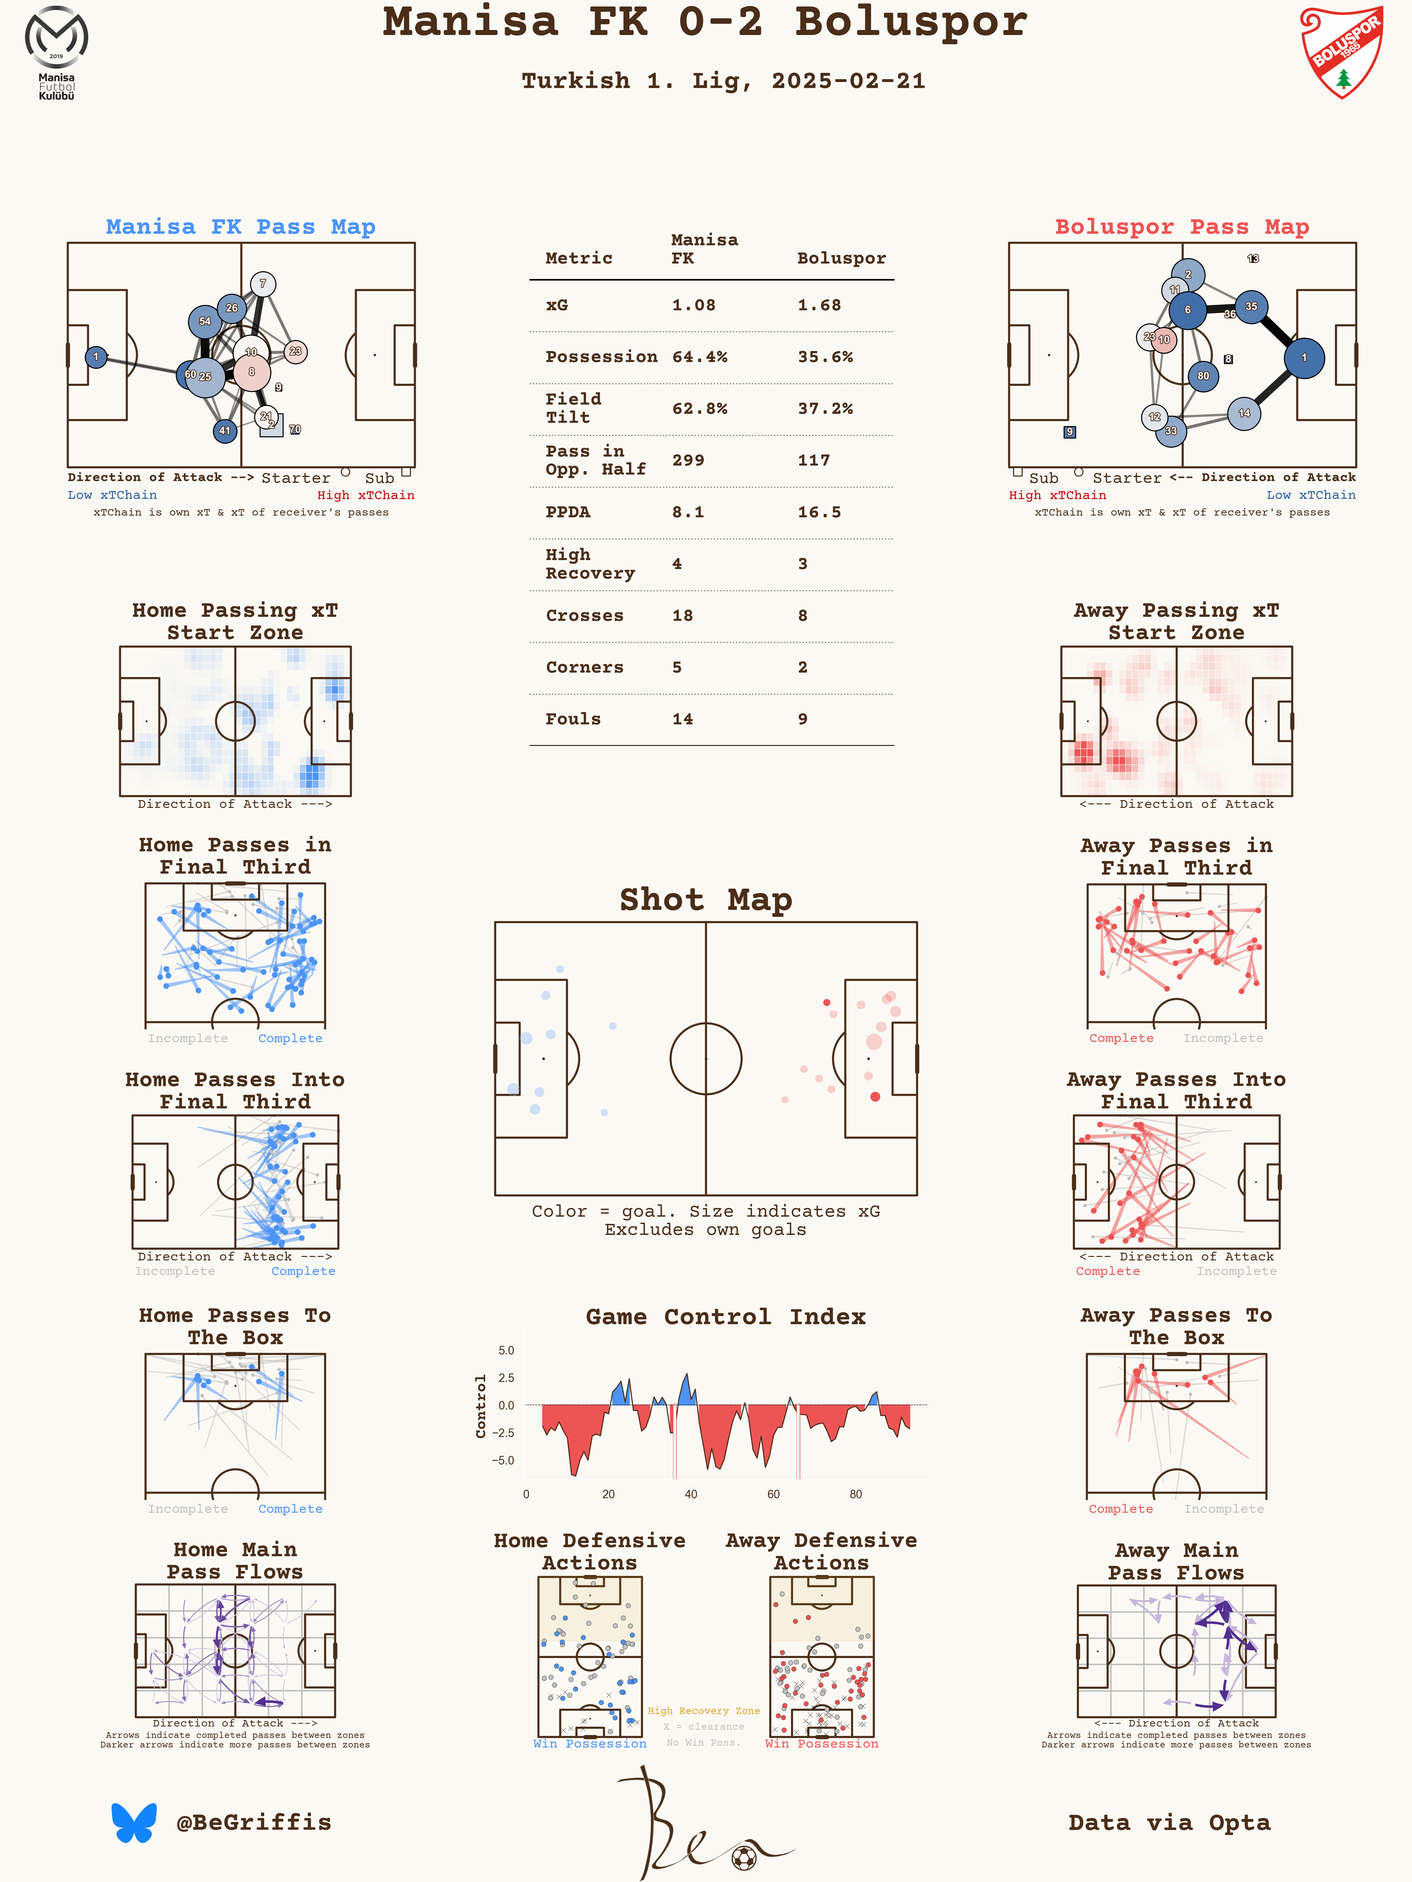 Manisa FK 0-2 Boluspor
Turkish 1. Lig, 2025-02-21
2019
Manisa
Futbol
Kulübü
BOLUSPOR
1965
Manisa FK Pass Map
1
60
25
54
26
7
10
8
23
9
21
2
70
41
Direction of Attack --> Starter Sub
Low xTChain High xTChain
xTChain is own xT & xT of receiver's passes
Metric Manisa FK Boluspor
xG 1.08 1.68
Possession 64.4% 35.6%
Field Tilt 62.8% 37.2%
Pass in Opp. Half 299 117
PPDA 8.1 16.5
High Recovery 4 3
Crosses 18 8
Corners 5 2
Fouls 14 9
Boluspor Pass Map
13
2
11
6
36
35
23
10
8
1
80
12
33
14
9
Sub Starter <-- Direction of Attack
High xTChain Low xTChain
xTChain is own xT & xT of receiver's passes
Home Passing xT
Start Zone
Direction of Attack --->
Away Passing xT
Start Zone
<--- Direction of Attack
Home Passes in
Final Third
Incomplete Complete
Away Passes in
Final Third
Complete Incomplete
Shot Map
Color = goal. Size indicates xG
Excludes own goals
Home Passes Into
Final Third
Direction of Attack --->
Incomplete Complete
Away Passes Into
Final Third
<--- Direction of Attack
Complete Incomplete
Home Passes To
The Box
Incomplete Complete
Game Control Index
Control
5.0
2.5
0.0
−2.5
−5.0
0 20 40 60 80
Away Passes To
The Box
Complete Incomplete
Home Main
Pass Flows
Direction of Attack --->
Arrows indicate completed passes between zones
Darker arrows indicate more passes between zones
Home Defensive
Actions
Win Possession
High Recovery Zone
X = clearance
No Win Poss.
Away Defensive
Actions
Win Possession
Away Main
Pass Flows
<--- Direction of Attack
Arrows indicate completed passes between zones
Darker arrows indicate more passes between zones
@BeGriffis
Ben
Data via Opta